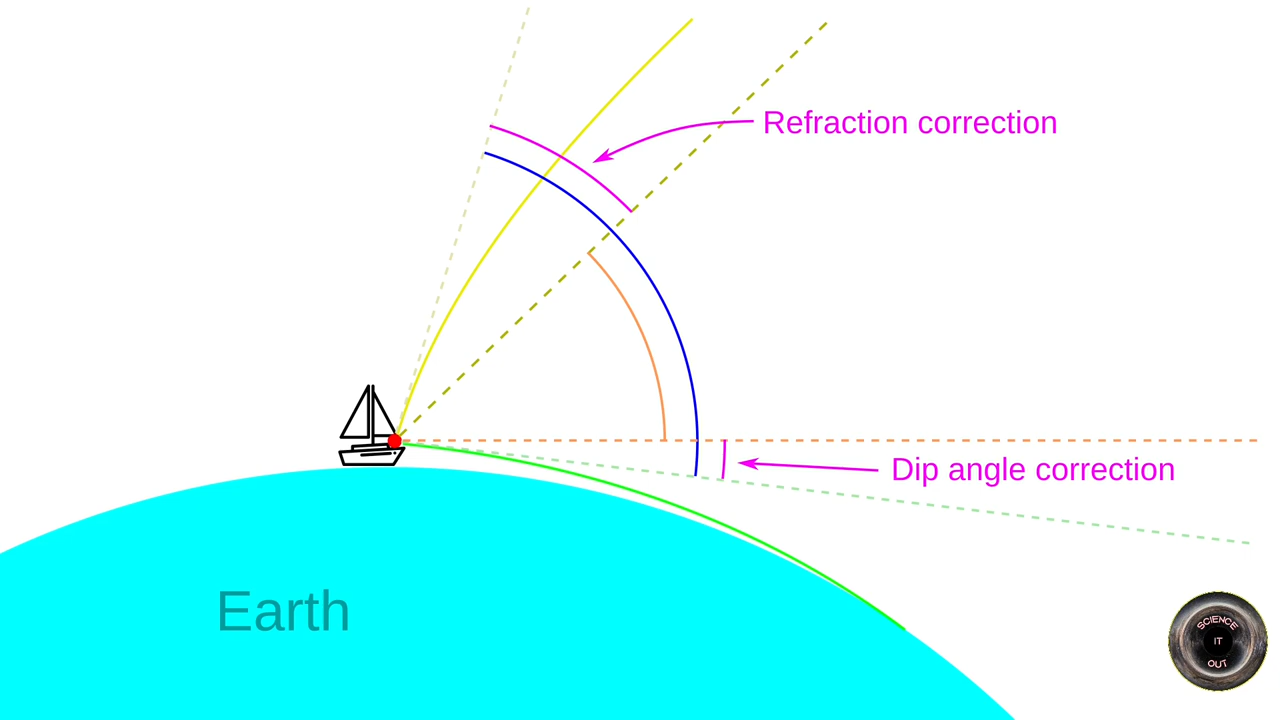 Refraction correction
Dip angle correction
Earth
SCIENCE
IT
OUT